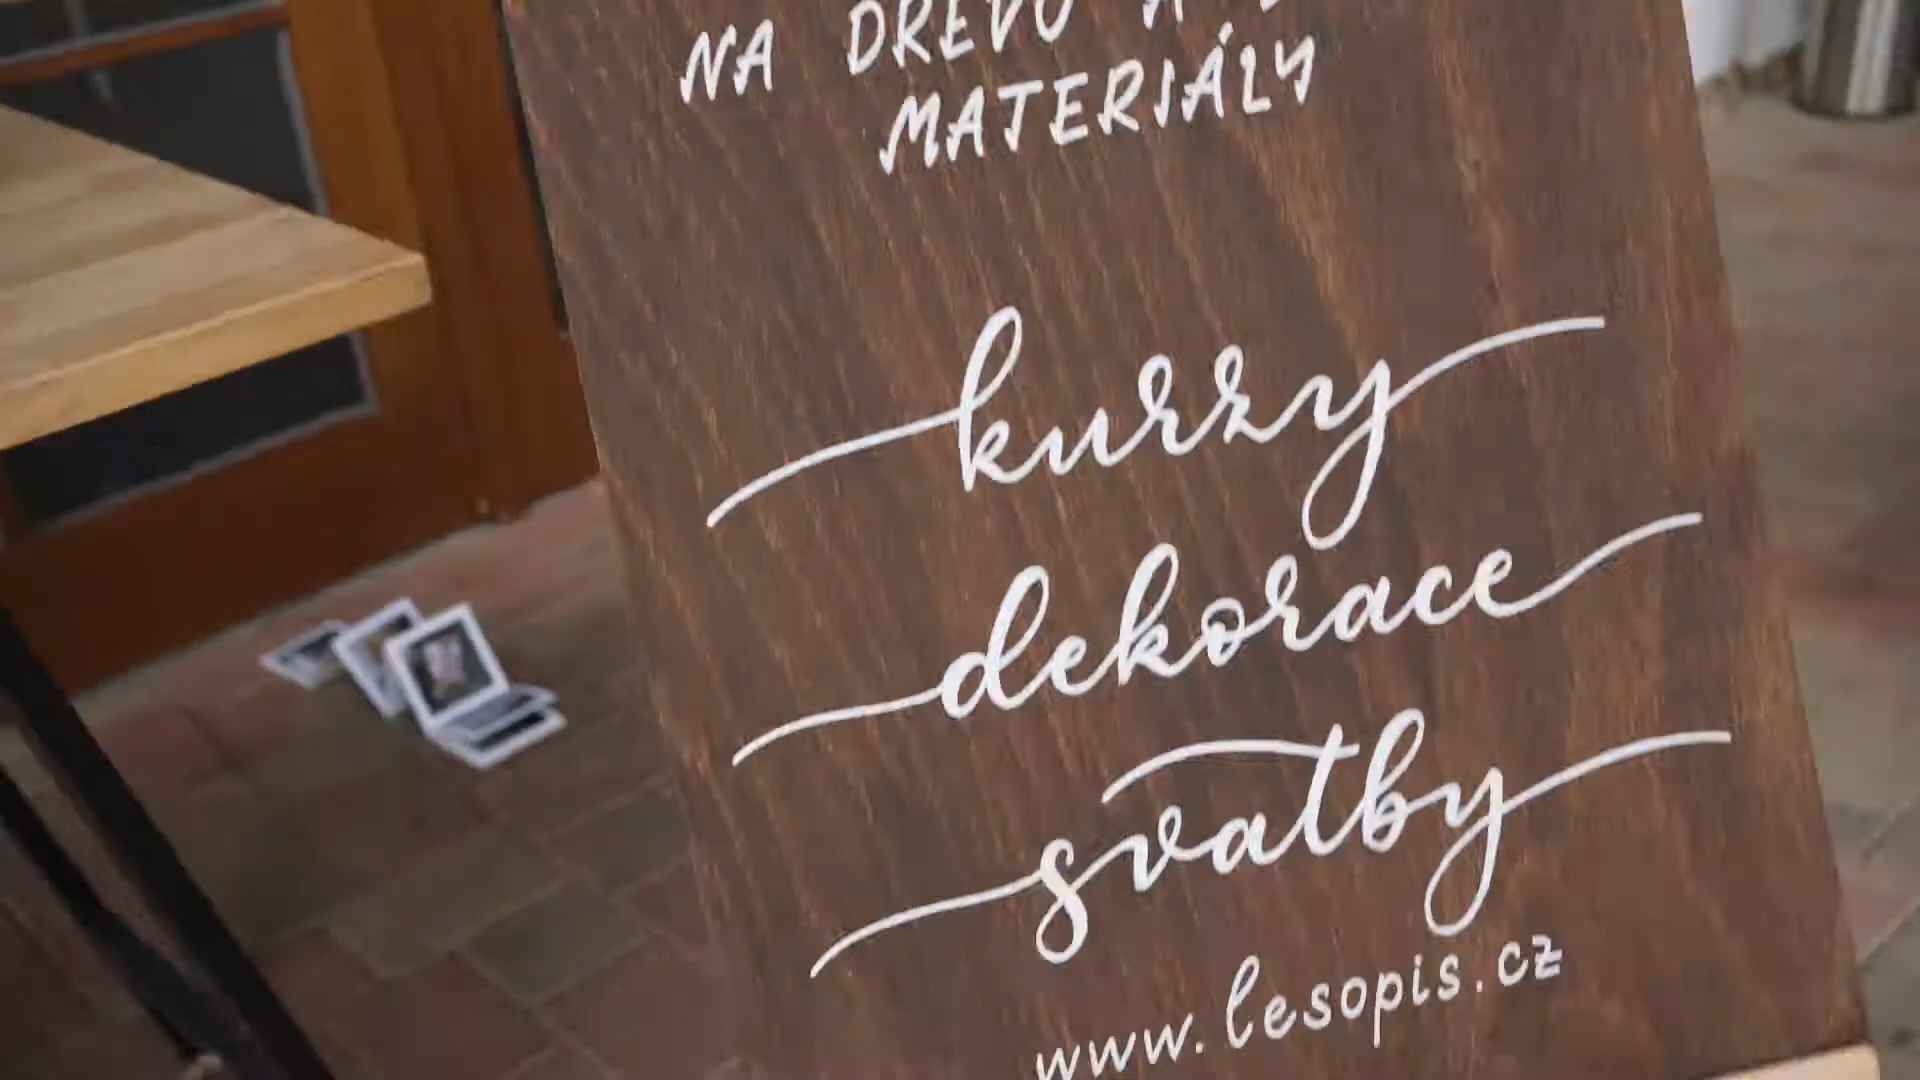 NA DŘEVO A
MATERIÁLY
kurzy
dekorace
svatby
www.lesopis.cz